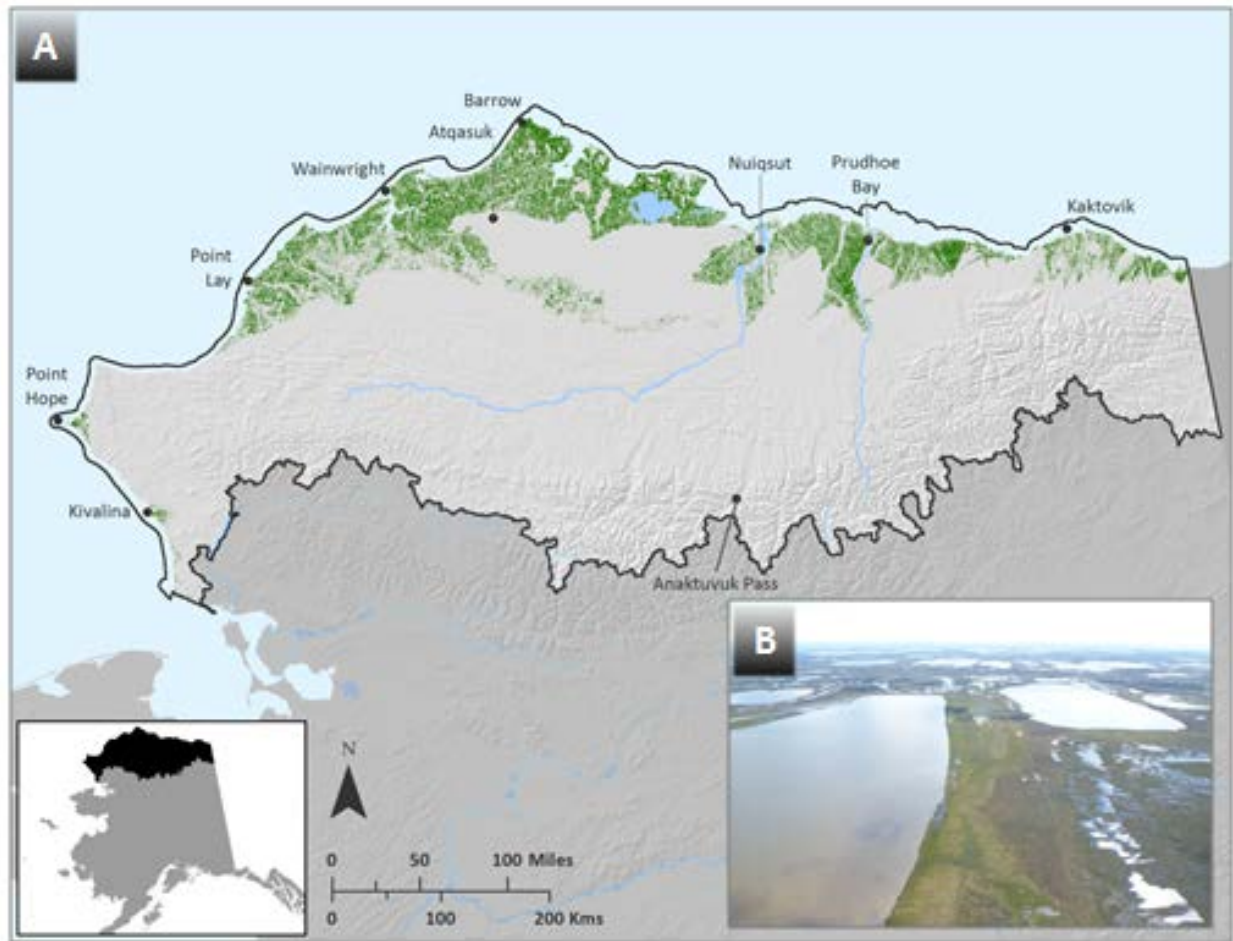 A
Barrow
Atqasuk
Wainwright
Nuiqsut
Prudhoe
Bay
Kaktovik
Point
Lay
Point
Hope
Kivalina
Anaktuvuk Pass
B
N
0 50 100 Miles
0 100 200 Kms